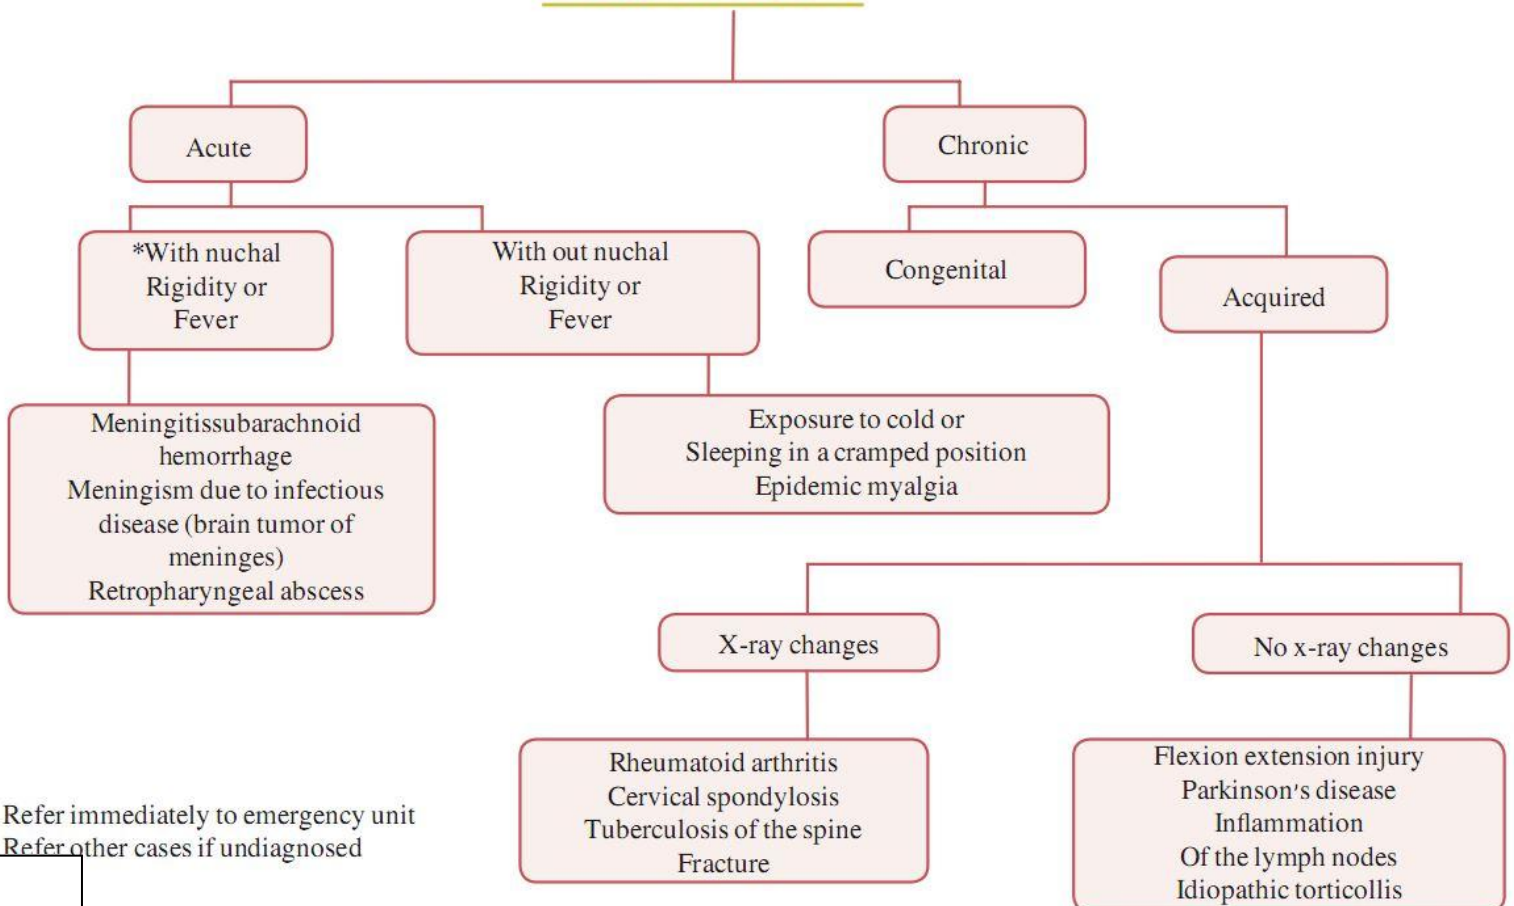 Acute
Chronic
*With nuchal
Rigidity or
Fever
With out nuchal
Rigidity or
Fever
Congenital
Acquired
Meningitissubarachnoid
hemorrhage
Meningism due to infectious
disease (brain tumor of
meninges)
Retropharyngeal abscess
Exposure to cold or
Sleeping in a cramped position
Epidemic myalgia
X-ray changes
No x-ray changes
Rheumatoid arthritis
Cervical spondylosis
Tuberculosis of the spine
Fracture
Flexion extension injury
Parkinson's disease
Inflammation
Of the lymph nodes
Idiopathic torticollis
Refer immediately to emergency unit
Refer other cases if undiagnosed